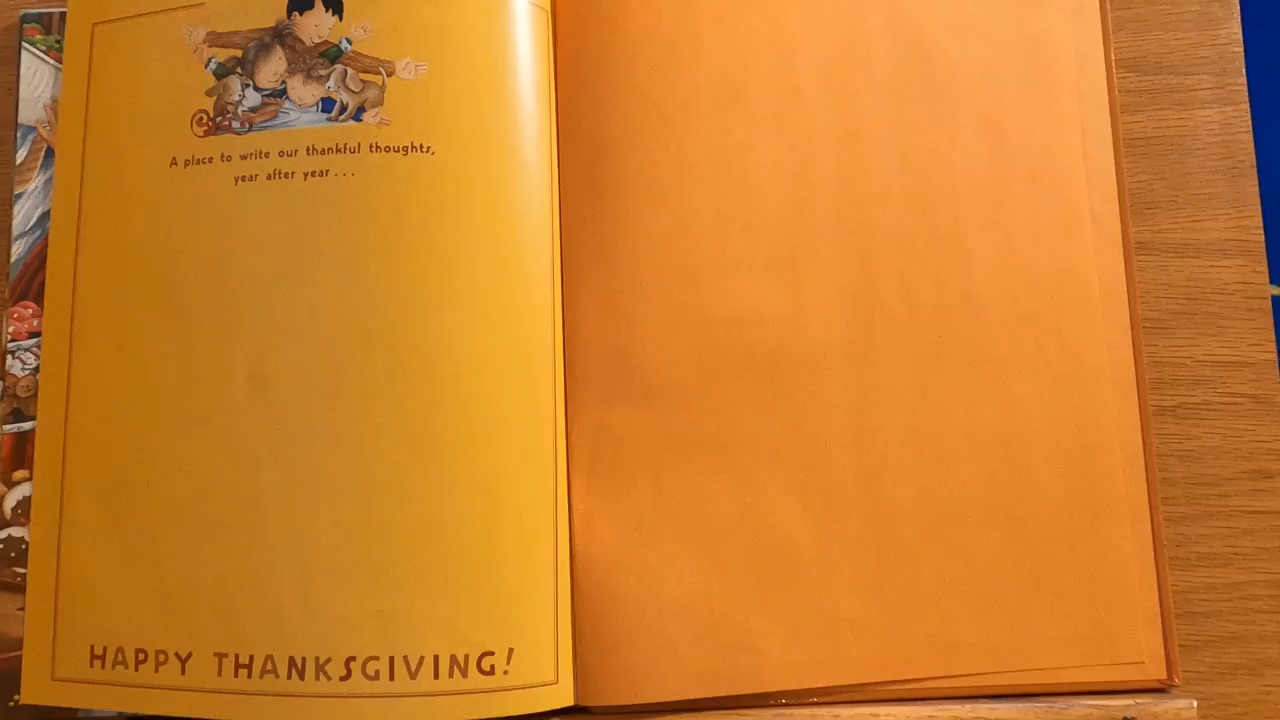 A place to write our thankful thoughts,
year after year...
HAPPY THANKSGIVING!